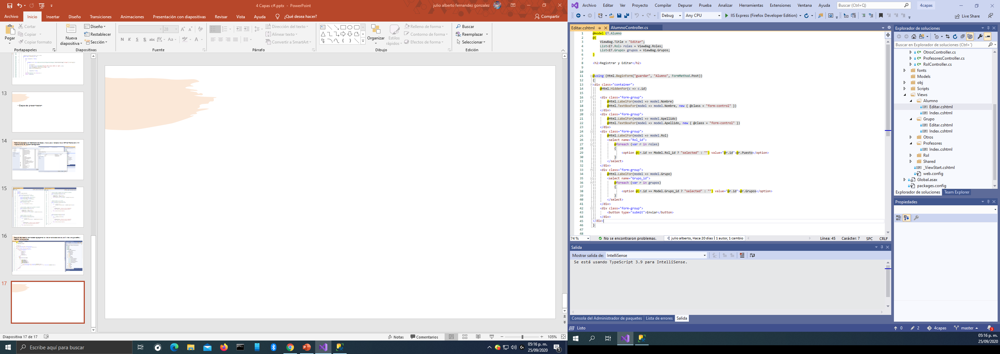 4 Capas c#.pptx - PowerPoint
julio alberto fernandez gonzalez
Archivo
Inicio
Insertar
Diseño
Transiciones
Animaciones
Presentación con diapositivas
Revisar
Vista
Ayuda
¿Qué desea hacer?
Compartir
Pegar
Cortar
Copiar
Copiar formato
Portapapeles
Nueva
diapositiva
Diseño
Restablecer
Sección
Diapositivas
28
N K S S abc AV Aa A
Fuente
Dirección del texto
Alinear texto
Convertir a SmartArt
Párrafo
Organizar
Estilos
rápidos
Relleno de forma
Contorno de forma
Efectos de forma
Dibujo
Buscar
Reemplazar
Seleccionar
Edición
13
• Capa de presentacion
14
15
16
17
Diapositiva 17 de 17
Notas
Comentarios
105%
Escribe aquí para buscar
05:16 p. m.
25/09/2020
1
Archivo
Editar
Ver
Proyecto
Compilar
Depurar
Prueba
Analizar
Herramientas
Extensiones
Ventana
Ayuda
Buscar (Ctrl+Q)
4capas
Debug
Any CPU
IIS Express (Firefox Developer Edition)
Live Share
Editar.cshtml
AlumnoController.cs
1 @model ET.Alumno
2 @{
3 ViewBag.Title = "Editar";
4 List<ET.Rol> roles = ViewBag.Roles;
5 List<ET.Grupo> grupos = ViewBag.Grupos;
6 }
7
8 <h2>Registrar y Editar</h2>
9
10
11 @using (Html.BeginForm("guardar", "Alumno", FormMethod.Post))
12 {
13 <div class="container">
14 @Html.HiddenFor(c => c.id)
15
16 <div class="form-group">
17 @Html.LabelFor(model => model.Nombre)
18 @Html.TextBoxFor(model => model.Nombre, new { @class = "form-control" })
19 </div>
20 <div class="form-group">
21 @Html.LabelFor(model => model.Apellido)
22 @Html.TextBoxFor(model => model.Apellido, new { @class = "form-control" })
23 </div>
24 <div class="form-group">
25 @Html.LabelFor(model => model.Rol)
26 <select name="Rol_id">
27 @foreach (var r in roles)
28 {
29 <option @(r.id == Model.Rol_id ? "selected" : "") value="@r.id">@r.Puesto</option>
30 }
31 </select>
32 </div>
33 <div class="form-group">
34 @Html.LabelFor(model => model.Grupo)
35 <select name="Grupo_id">
36 @foreach (var r in grupos)
37 {
38 <option @(r.id == Model.Grupo_id ? "selected" : "") value="@r.id">@r.Grupos</option>
39 }
40 </select>
41 </div>
42 <div class="form-group">
43 <button type="submit">Enviar</button>
44 </div>
45 </div>
46 }
47
48
74 %
No se encontraron problemas.
julio alberto, Hace 20 días | 1 autor, 1 cambio
Línea: 45
Carácter: 7
SPC
CRLF
Salida
Mostrar salida de:
IntelliSense
Se está usando TypeScript 3.9 para IntelliSense.
Consola del Administrador de paquetes
Lista de errores
Salida
Listo
0
2
4capas
master
3
Explorador de soluciones
Buscar en Explorador de soluciones (Ctrl+´)
C# OtrosController.cs
C# ProfesoresController.cs
C# RolController.cs
fonts
Models
obj
Scripts
Views
Alumno
Editar.cshtml
Index.cshtml
Grupo
Editar.cshtml
Index.cshtml
Otros
Profesores
Index.cshtml
Rol
Shared
_ViewStart.cshtml
web.config
Global.asax
packages.config
Explorador de soluciones
Team Explorer
Propiedades
05:16 p. m.
25/09/2020